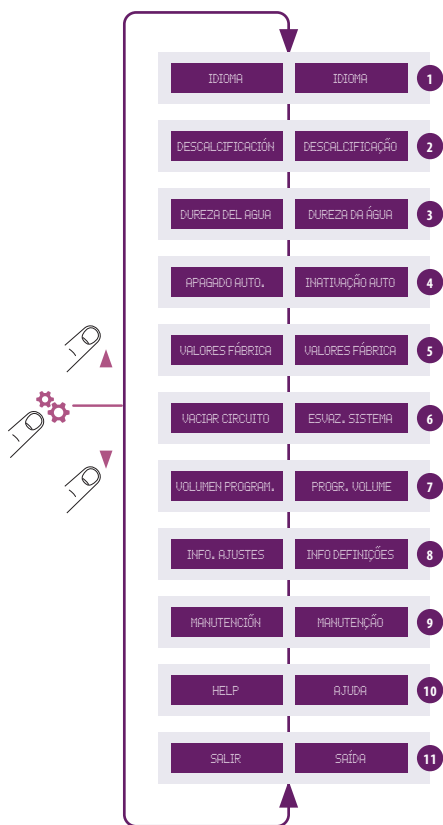 IDIOMA IDIOMA 1
DESCALCIFICACIÓN DESCALCIFICAÇÃO 2
DUREZA DEL AGUA DUREZA DA ÁGUA 3
APAGADO AUTO. INATIVAÇÃO AUTO 4
VALORES FÁBRICA VALORES FÁBRICA 5
VACIAR CIRCUITO ESVAZ. SISTEMA 6
VOLUMEN PROGRAM. PROGR. VOLUME 7
INFO. AJUSTES INFO DEFINIÇÕES 8
MANUTENCIÓN MANUTENÇÃO 9
HELP AJUDA 10
SALIR SAÍDA 11